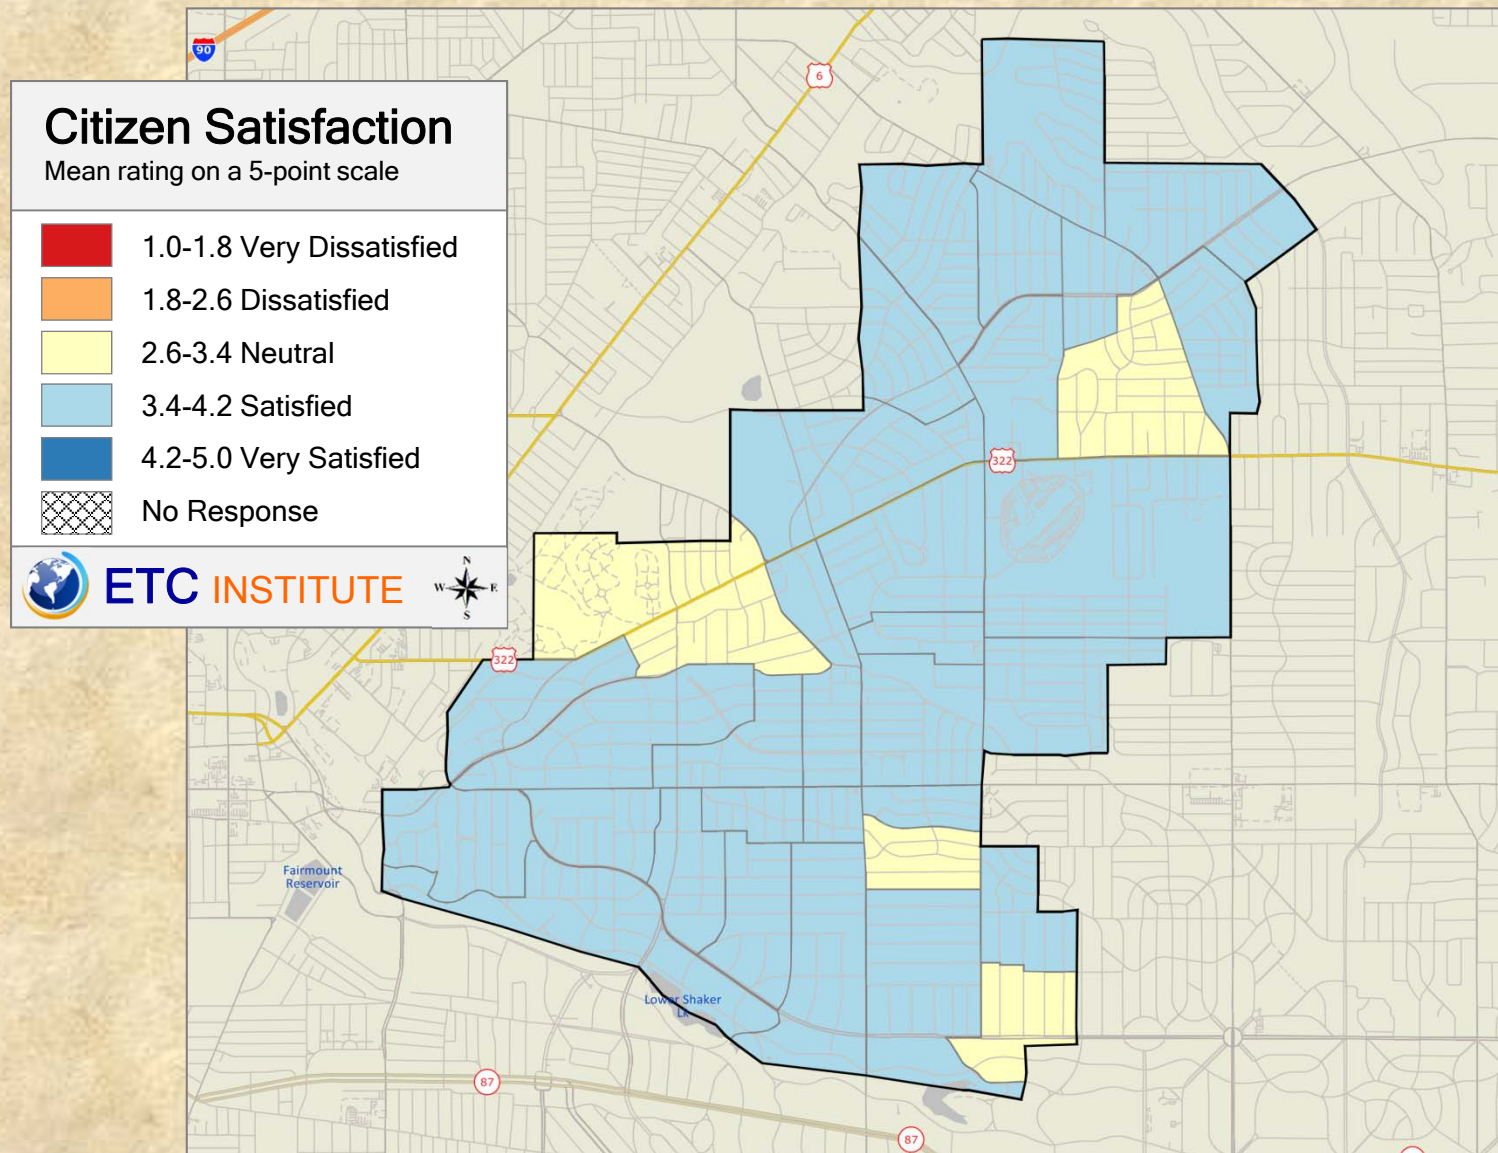 90
6
Citizen Satisfaction
Mean rating on a 5-point scale
1.0-1.8 Very Dissatisfied
1.8-2.6 Dissatisfied
2.6-3.4 Neutral
3.4-4.2 Satisfied
4.2-5.0 Very Satisfied
No Response
ETC INSTITUTE
N
W
E
S
322
322
Fairmount
Reservoir
Lower Shaker
Lk
87
87